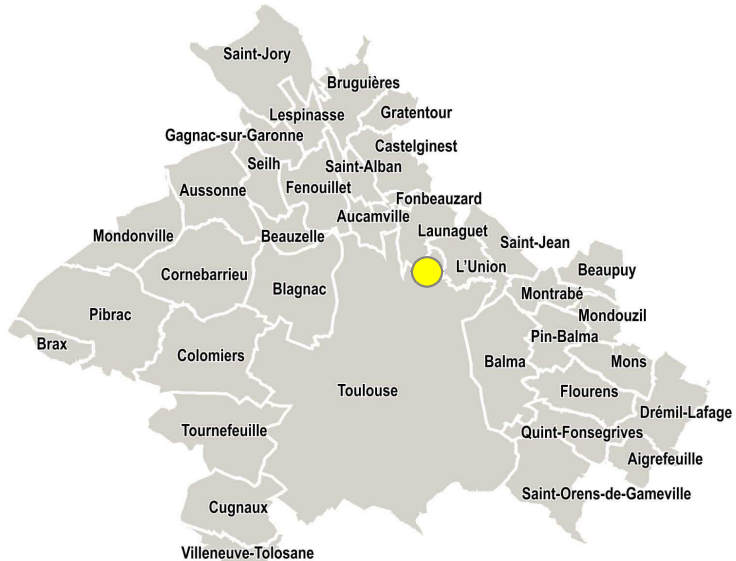 Saint-Jory
Bruguières
Lespinasse
Gratentour
Gagnac-sur-Garonne
Castelginest
Seilh
Saint-Alban
Aussonne
Fenouillet
Fonbeauzard
Aucamville
Launaguet
Mondonville
Beauzelle
Saint-Jean
Cornebarrieu
L'Union
Beaupuy
Blagnac
Montrabé
Pibrac
Mondouzil
Pin-Balma
Brax
Colomiers
Balma
Mons
Toulouse
Flourens
Drémil-Lafage
Tournefeuille
Quint-Fonsegrives
Aigrefeuille
Saint-Orens-de-Gameville
Cugnaux
Villeneuve-Tolosane